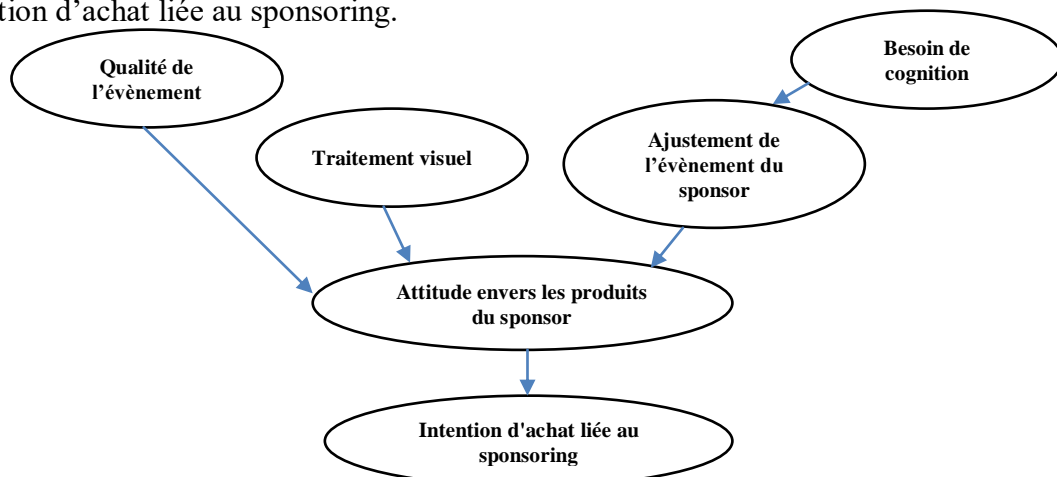 tion d’achat liée au sponsoring.
Qualité de
l’évènement
Besoin de
cognition
Traitement visuel
Ajustement de
l’évènement du
sponsor
Attitude envers les produits
du sponsor
Intention d'achat liée au
sponsoring